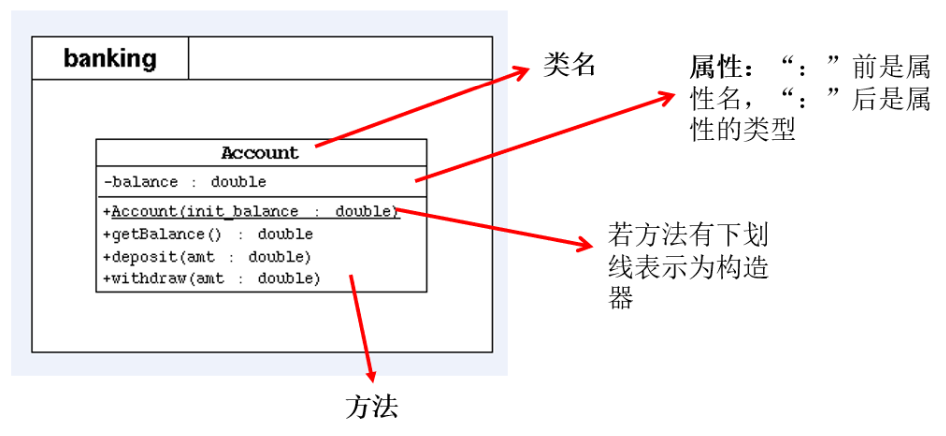 banking
类名
属性：“：”前是属
性名，“：”后是属
性的类型
Account
-balance : double
+Account(init_balance : double)
+getBalance() : double
+deposit(amt : double)
+withdraw(amt : double)
若方法有下划
线表示为构造
器
方法